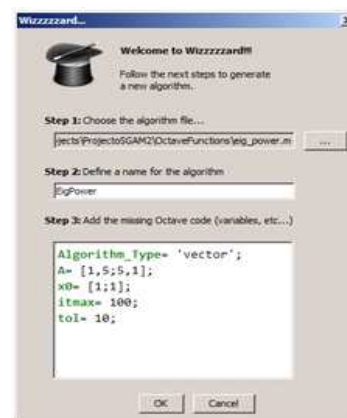 Wizzzzzard...
Welcome to Wizzzzzard!!!
Follow the next steps to generate
a new algorithm.
Step 1: Choose the algorithm file...
jects\ProjectoSGAM2\OctaveFunctions\eig_power.m
...
Step 2: Define a name for the algorithm
EigPower
Step 3: Add the missing Octave code (variables, etc...)
Algorithm_Type= 'vector';
A= [1,5;5,1];
x0= [1;1];
itmax= 100;
tol= 10;
OK Cancel